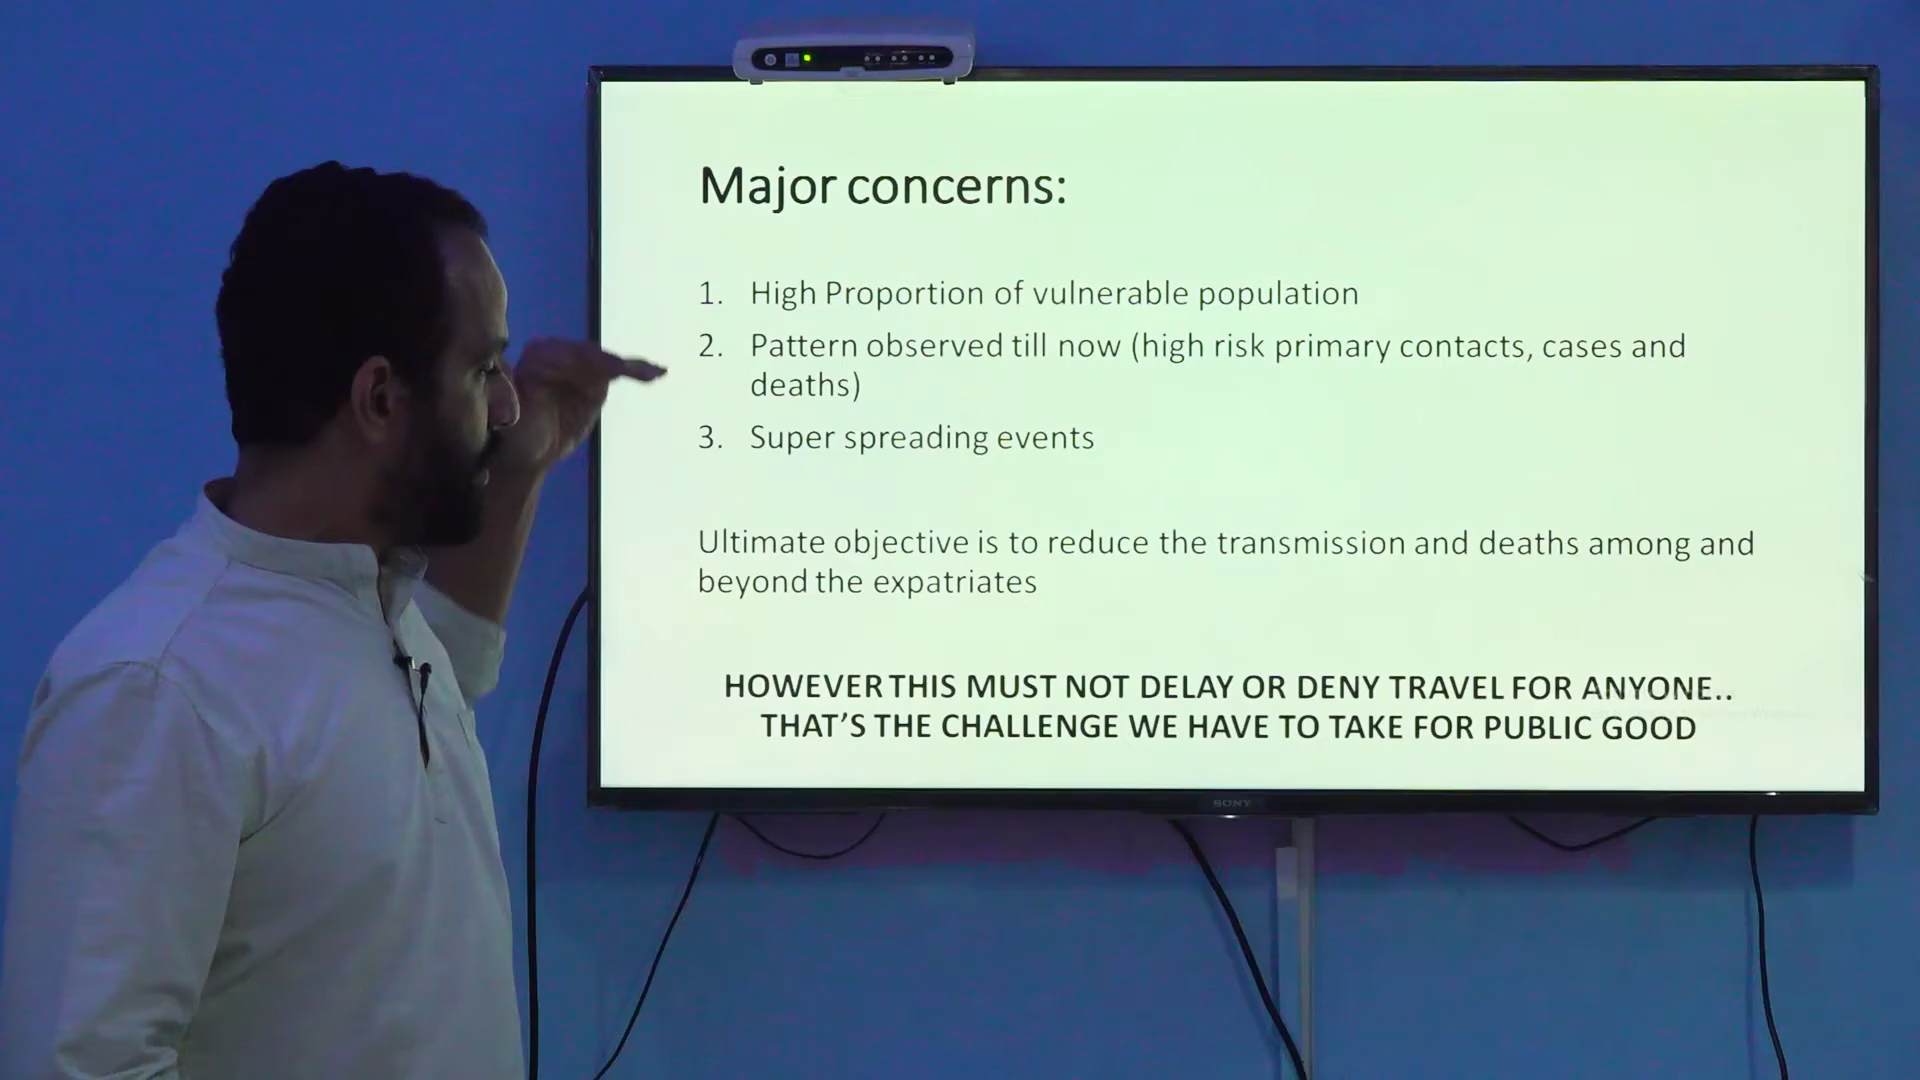 Major concerns:
1. High Proportion of vulnerable population
2. Pattern observed till now (high risk primary contacts, cases and
deaths)
3. Super spreading events
Ultimate objective is to reduce the transmission and deaths among and
beyond the expatriates
HOWEVER THIS MUST NOT DELAY OR DENY TRAVEL FOR ANYONE..
THAT’S THE CHALLENGE WE HAVE TO TAKE FOR PUBLIC GOOD
SONY